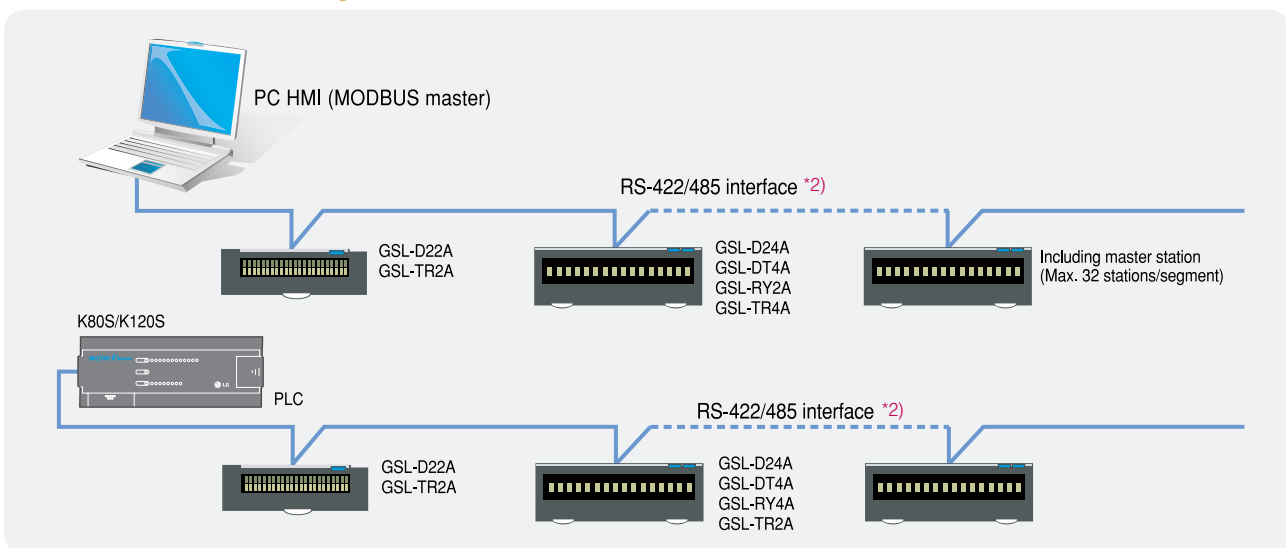 PC HMI (MODBUS master)
RS-422/485 interface *2)
GSL-D22A
GSL-TR2A
GSL-D24A
GSL-DT4A
GSL-RY2A
GSL-TR4A
Including master station
(Max. 32 stations/segment)
K80S/K120S
LG
PLC
RS-422/485 interface *2)
GSL-D22A
GSL-TR2A
GSL-D24A
GSL-DT4A
GSL-RY4A
GSL-TR2A